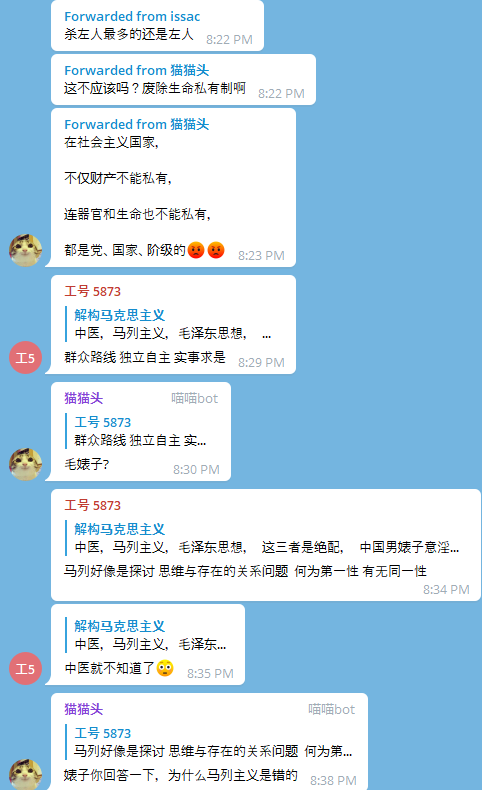 Forwarded from issac
杀左人最多的还是左人 8:22 PM
Forwarded from 猫猫头
这不应该吗？废除生命私有制啊 8:22 PM
Forwarded from 猫猫头
在社会主义国家，
不仅财产不能私有，
连器官和生命也不能私有，
都是党、国家、阶级的😡😡 8:23 PM
工号 5873
解构马克思主义
中医，马列主义，毛泽东思想， ...
群众路线 独立自主 实事求是 8:29 PM
工5
猫猫头 喵喵bot
工号 5873
群众路线 独立自主 实...
毛婊子? 8:30 PM
工号 5873
解构马克思主义
中医，马列主义，毛泽东思想， 这三者是绝配， 中国男婊子意淫...
马列好像是探讨 思维与存在的关系问题 何为第一性 有无同一性
8:34 PM
解构马克思主义
中医，马列主义，毛泽东...
中医就不知道了😳 8:35 PM
工5
猫猫头 喵喵bot
工号 5873
马列好像是探讨 思维与存在的关系问题 何为第...
婊子你回答一下，为什么马列主义是错的 8:38 PM